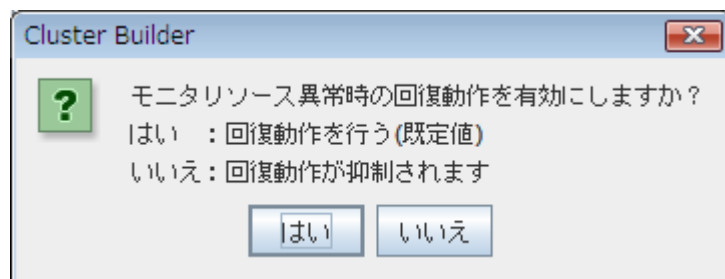 Cluster Builder
モニタリソース異常時の回復動作を有効にしますか？
はい　：回復動作を行う(既定値)
いいえ：回復動作が抑制されます
はい　いいえ